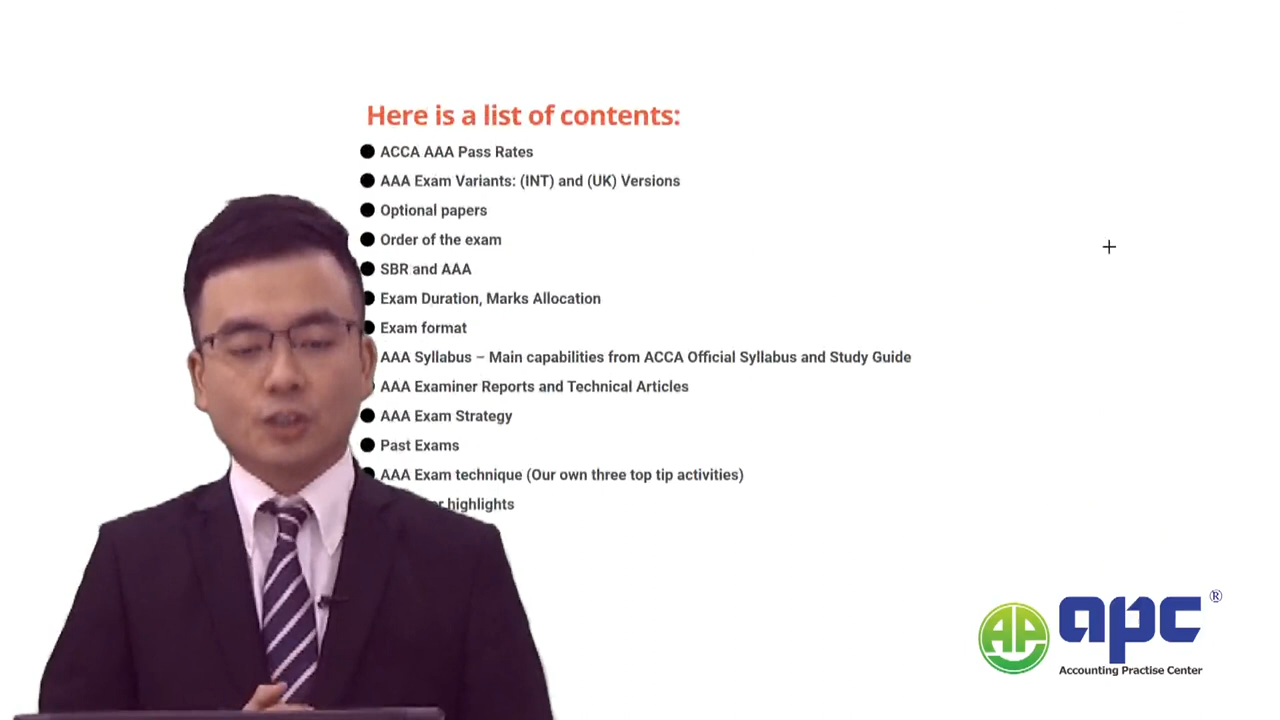 Here is a list of contents:
ACCA AAA Pass Rates
AAA Exam Variants: (INT) and (UK) Versions
Optional papers
Order of the exam
SBR and AAA
Exam Duration, Marks Allocation
Exam format
AAA Syllabus – Main capabilities from ACCA Official Syllabus and Study Guide
AAA Examiner Reports and Technical Articles
AAA Exam Strategy
Past Exams
AAA Exam technique (Our own three top tip activities)
highlights
AP apc ®
Accounting Practise Center